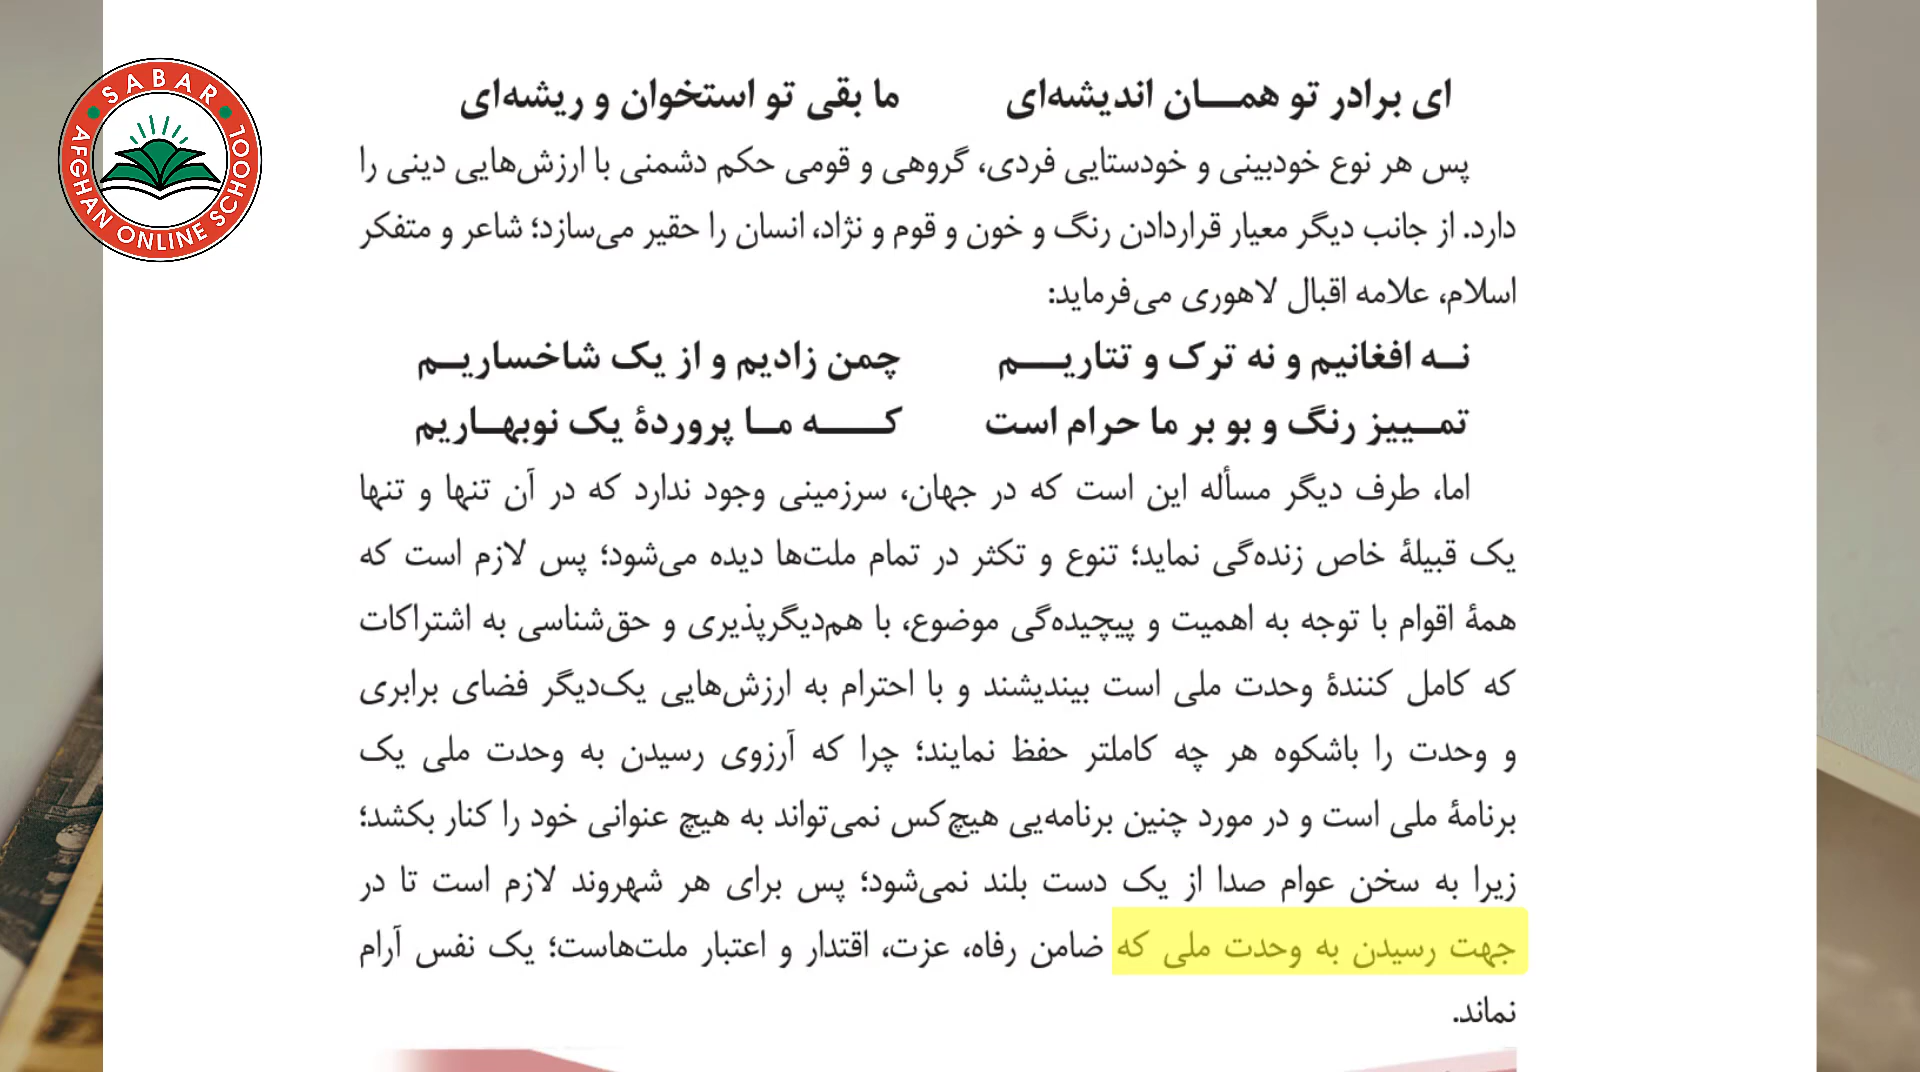 SABAR
AFGHAN ONLINE SCHOOL
ای برادر تو همـــان اندیشه‌ای ما بقی تو استخوان و ریشه‌ای
پس هر نوع خودبینی و خودستایی فردی، گروهی و قومی حکم دشمنی با ارزش‌هایی دینی را
دارد. از جانب دیگر معیار قراردادن رنگ و خون و قوم و نژاد، انسان را حقیر می‌سازد؛ شاعر و متفکر
اسلام، علامه اقبال لاهوری می‌فرماید:
نــه افغانیم و نه ترک و تتاریــــم چمن زادیم و از یک شاخساریــم
تمــییز رنگ و بو بر ما حرام است کــــه مــا پروردهٔ یک نوبهــاریم
اما، طرف دیگر مسأله این است که در جهان، سرزمینی وجود ندارد که در آن تنها و تنها
یک قبیلهٔ خاص زنده‌گی نماید؛ تنوع و تکثر در تمام ملت‌ها دیده می‌شود؛ پس لازم است که
همهٔ اقوام با توجه به اهمیت و پیچیده‌گی موضوع، با هم‌دیگرپذیری و حق‌شناسی به اشتراکات
که کامل کنندهٔ وحدت ملی است بیندیشند و با احترام به ارزش‌هایی یک‌دیگر فضای برابری
و وحدت را باشکوه هر چه کاملتر حفظ نمایند؛ چرا که آرزوی رسیدن به وحدت ملی یک
برنامهٔ ملی است و در مورد چنین برنامه‌یی هیچ‌کس نمی‌تواند به هیچ عنوانی خود را کنار بکشد؛
زیرا به سخن عوام صدا از یک دست بلند نمی‌شود؛ پس برای هر شهروند لازم است تا در
جهت رسیدن به وحدت ملی که ضامن رفاه، عزت، اقتدار و اعتبار ملت‌هاست؛ یک نفس آرام
نماند.